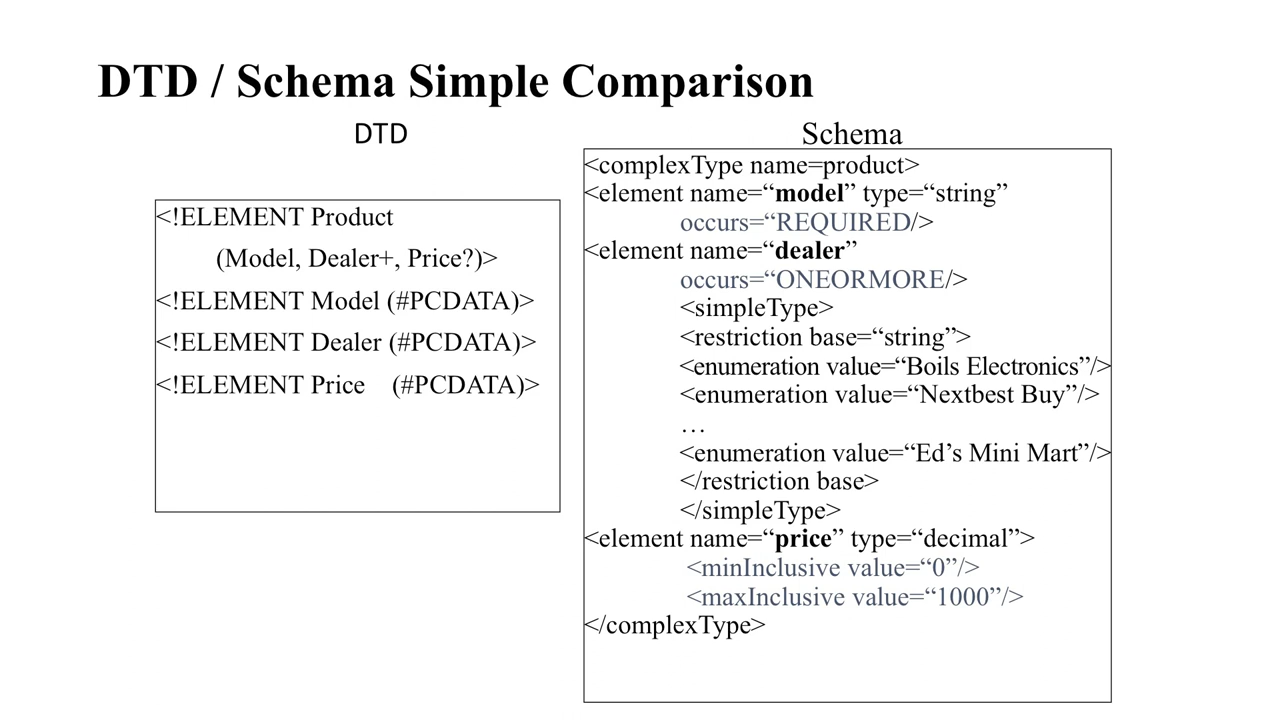 DTD / Schema Simple Comparison
DTD
<!ELEMENT Product
(Model, Dealer+, Price?)>
<!ELEMENT Model (#PCDATA)>
<!ELEMENT Dealer (#PCDATA)>
<!ELEMENT Price (#PCDATA)>
Schema
<complexType name=product>
<element name=“model” type=“string”
occurs=“REQUIRED/>
<element name=“dealer”
occurs=“ONEORMORE/>
<simpleType>
<restriction base=“string”>
<enumeration value=“Boils Electronics”/>
<enumeration value=“Nextbest Buy”/>
…
<enumeration value=“Ed’s Mini Mart”/>
</restriction base>
</simpleType>
<element name=“price” type=“decimal”>
<minInclusive value=“0”/>
<maxInclusive value=“1000”/>
</complexType>